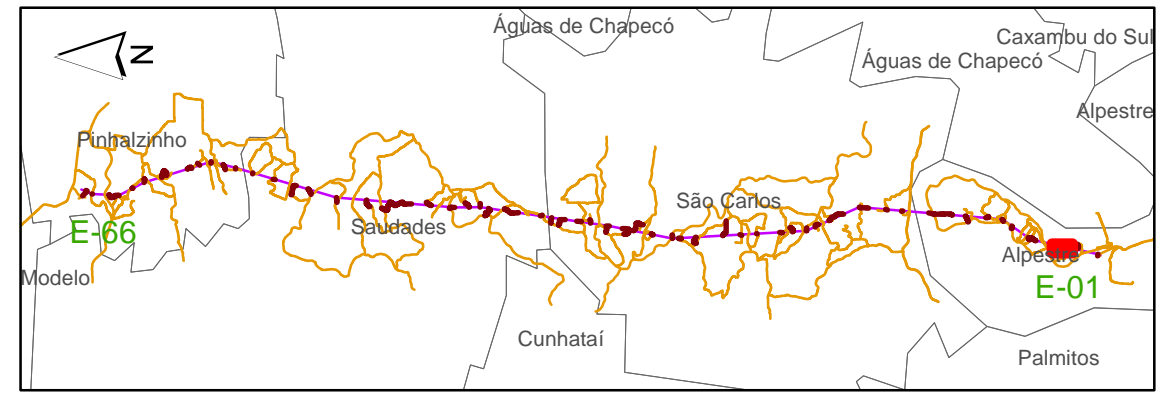 Águas de Chapecó
Caxambu do Sul
N
Águas de Chapecó
Alpestre
Pinhalzinho
São Carlos
Saudades
E-66
Alpestre
Modelo
E-01
Cunhataí
Palmitos